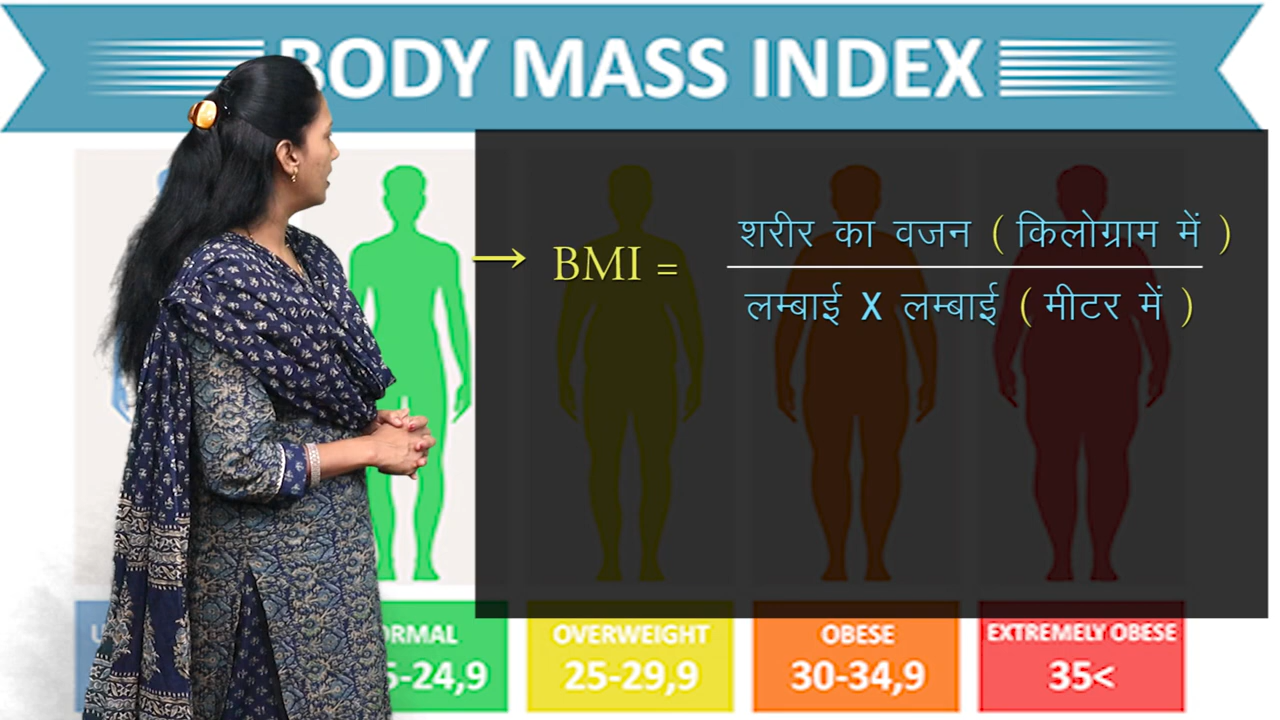 BODY MASS INDEX
→ BMI = शरीर का वजन ( किलोग्राम में )
लम्बाई X लम्बाई ( मीटर में )
OVERWEIGHT
25-29,9
OBESE
30-34,9
EXTREMELY OBESE
35<